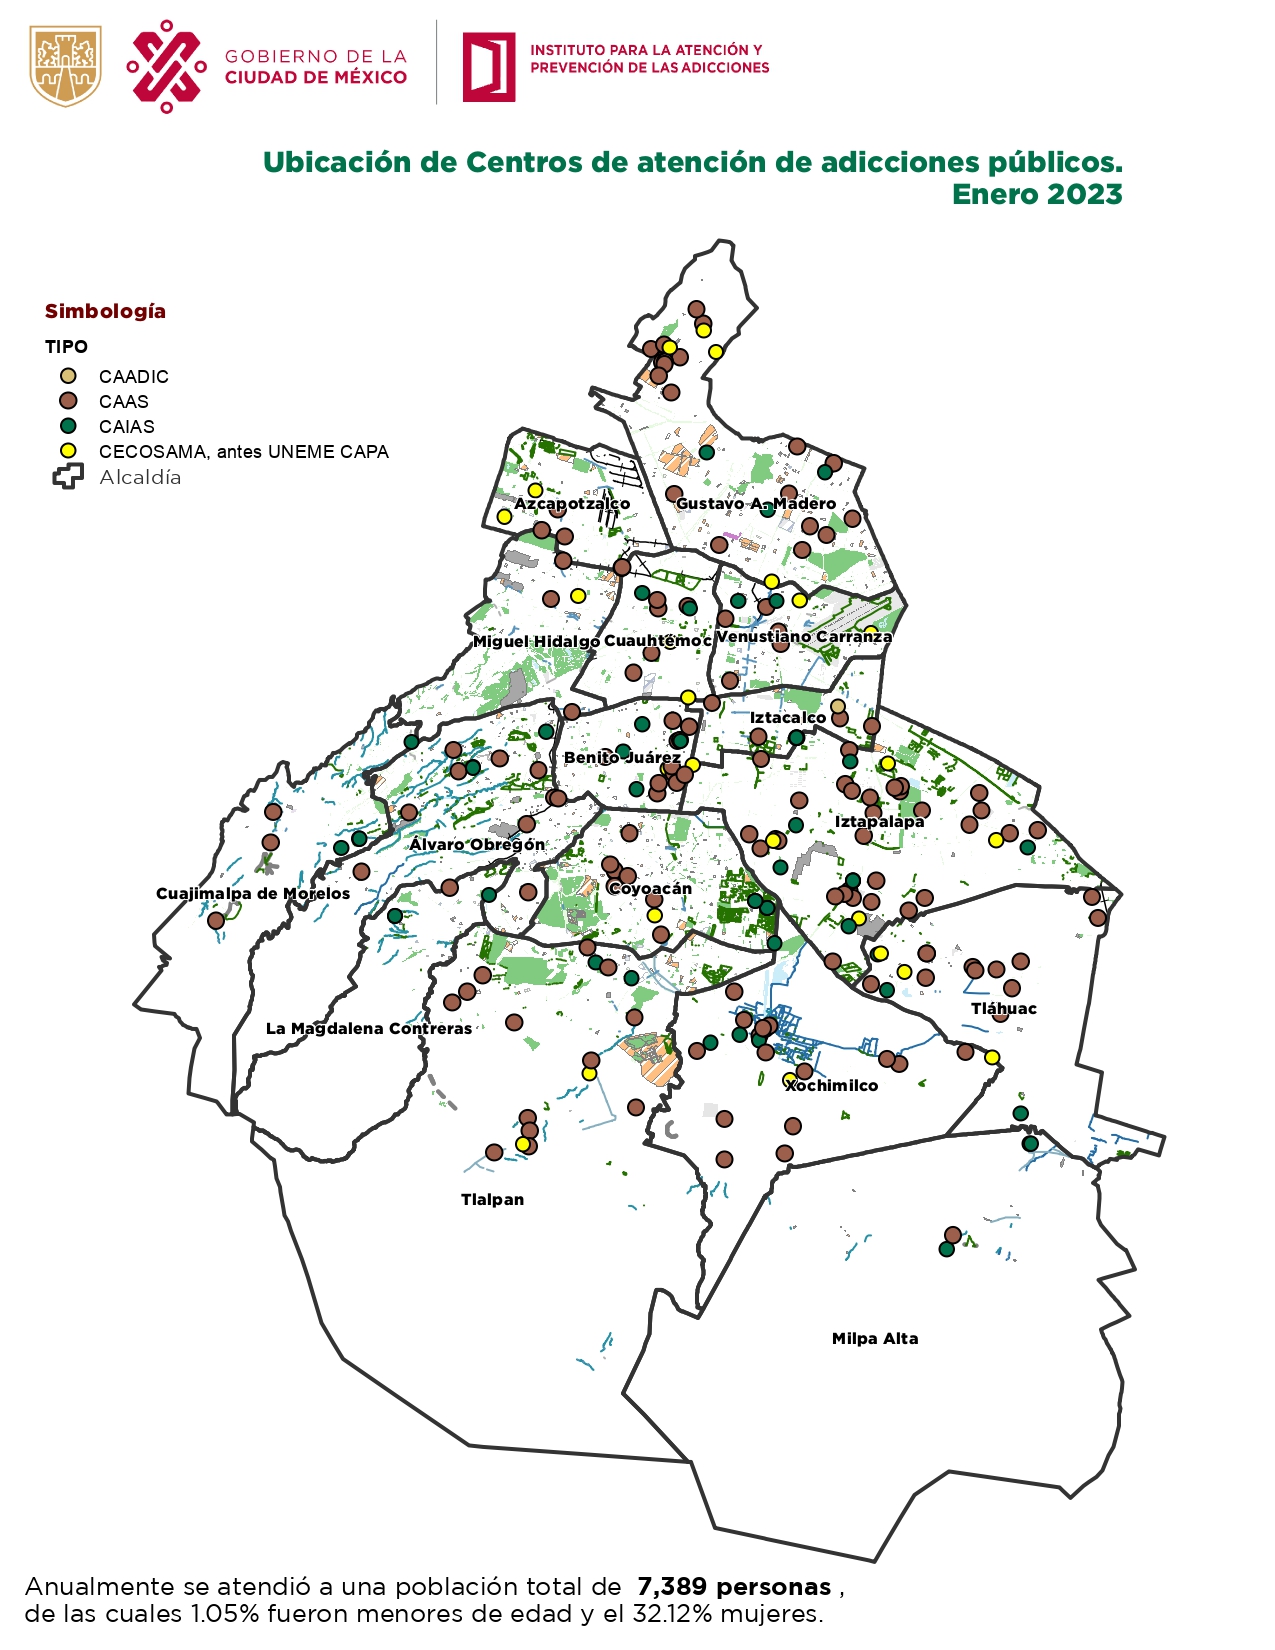 GOBIERNO DE LA
CIUDAD DE MÉXICO
INSTITUTO PARA LA ATENCIÓN Y
PREVENCIÓN DE LAS ADICCIONES
Ubicación de Centros de atención de adicciones públicos.
Enero 2023
Simbología
TIPO
CAADIC
CAAS
CAIAS
CECOSAMA, antes UNEME CAPA
Alcaldía
Azcapotzalco
Gustavo A. Madero
Miguel Hidalgo
Cuauhtémoc
Venustiano Carranza
Iztacalco
Benito Juárez
Iztapalapa
Álvaro Obregón
Coyoacán
Cuajimalpa de Morelos
Tláhuac
La Magdalena Contreras
Xochimilco
Tlalpan
Milpa Alta
Anualmente se atendió a una población total de 7,389 personas ,
de las cuales 1.05% fueron menores de edad y el 32.12% mujeres.